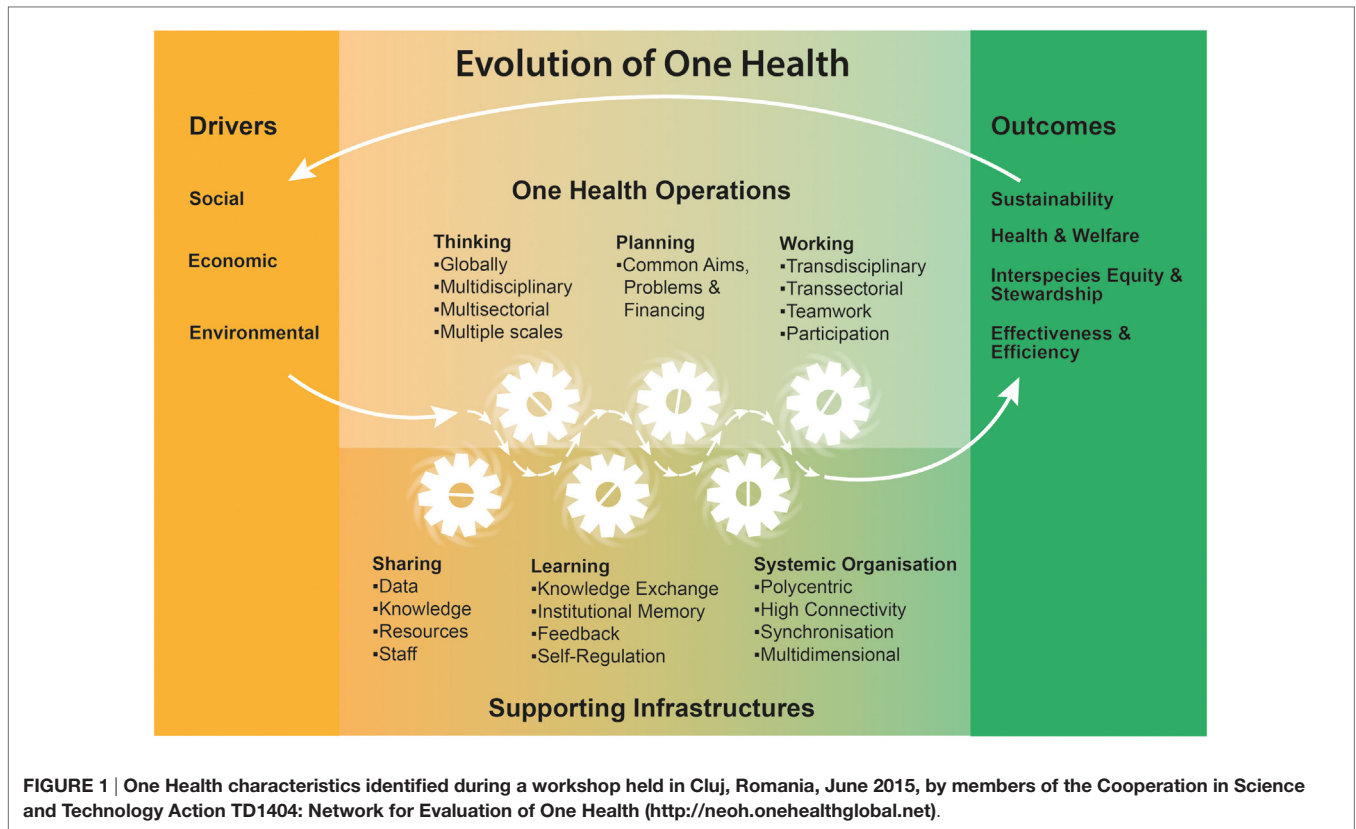 Evolution of One Health
Drivers
Social
Economic
Environmental
One Health Operations
Thinking
▪Globally
▪Multidisciplinary
▪Multisectorial
▪Multiple scales
Planning
▪Common Aims,
Problems &
Financing
Working
▪Transdisciplinary
▪Transsectorial
▪Teamwork
▪Participation
Outcomes
Sustainability
Health & Welfare
Interspecies Equity &
Stewardship
Effectiveness &
Efficiency
Sharing
▪Data
▪Knowledge
▪Resources
▪Staff
Learning
▪Knowledge Exchange
▪Institutional Memory
▪Feedback
▪Self-Regulation
Systemic Organisation
▪Polycentric
▪High Connectivity
▪Synchronisation
▪Multidimensional
Supporting Infrastructures
FIGURE 1 | One Health characteristics identified during a workshop held in Cluj, Romania, June 2015, by members of the Cooperation in Science
and Technology Action TD1404: Network for Evaluation of One Health (http://neoh.onehealthglobal.net).